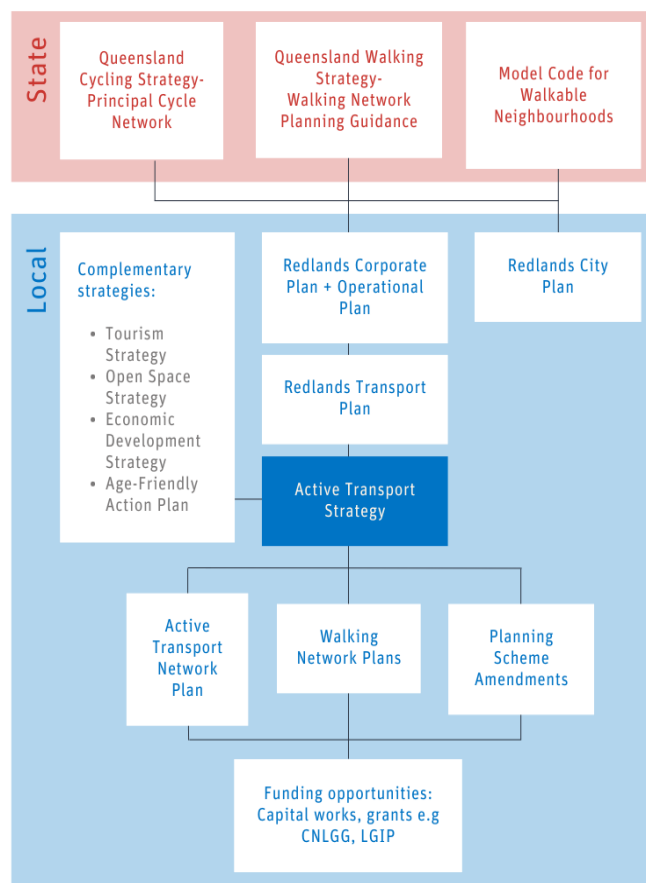 State
Queensland
Cycling Strategy-
Principal Cycle
Network
Queensland Walking
Strategy-
Walking Network
Planning Guidance
Model Code for
Walkable
Neighbourhoods
Local
Complementary
strategies:
• Tourism
Strategy
• Open Space
Strategy
• Economic
Development
Strategy
• Age-Friendly
Action Plan
Redlands Corporate
Plan + Operational
Plan
Redlands City
Plan
Redlands Transport
Plan
Active Transport
Strategy
Active
Transport
Network
Plan
Walking
Network Plans
Planning
Scheme
Amendments
Funding opportunities:
Capital works, grants e.g
CNLGG, LGIP